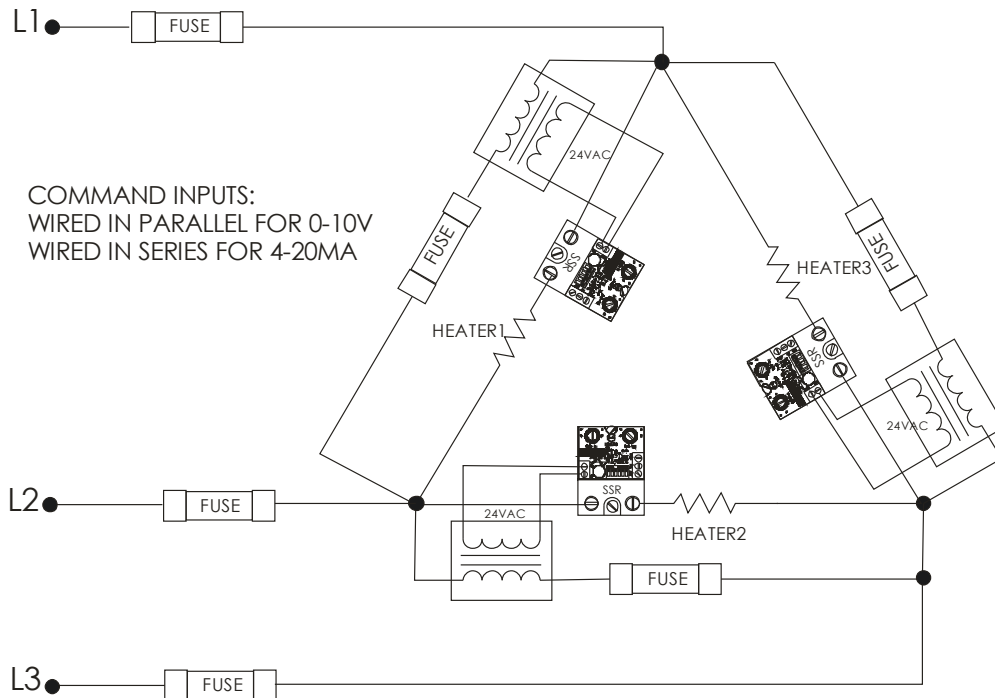 L1
FUSE
24VAC
COMMAND INPUTS:
WIRED IN PARALLEL FOR 0-10V
WIRED IN SERIES FOR 4-20MA
FUSE
SSR
HEATER1
HEATER3
FUSE
SSR
24VAC
L2
FUSE
24VAC
SSR
HEATER2
FUSE
L3
FUSE